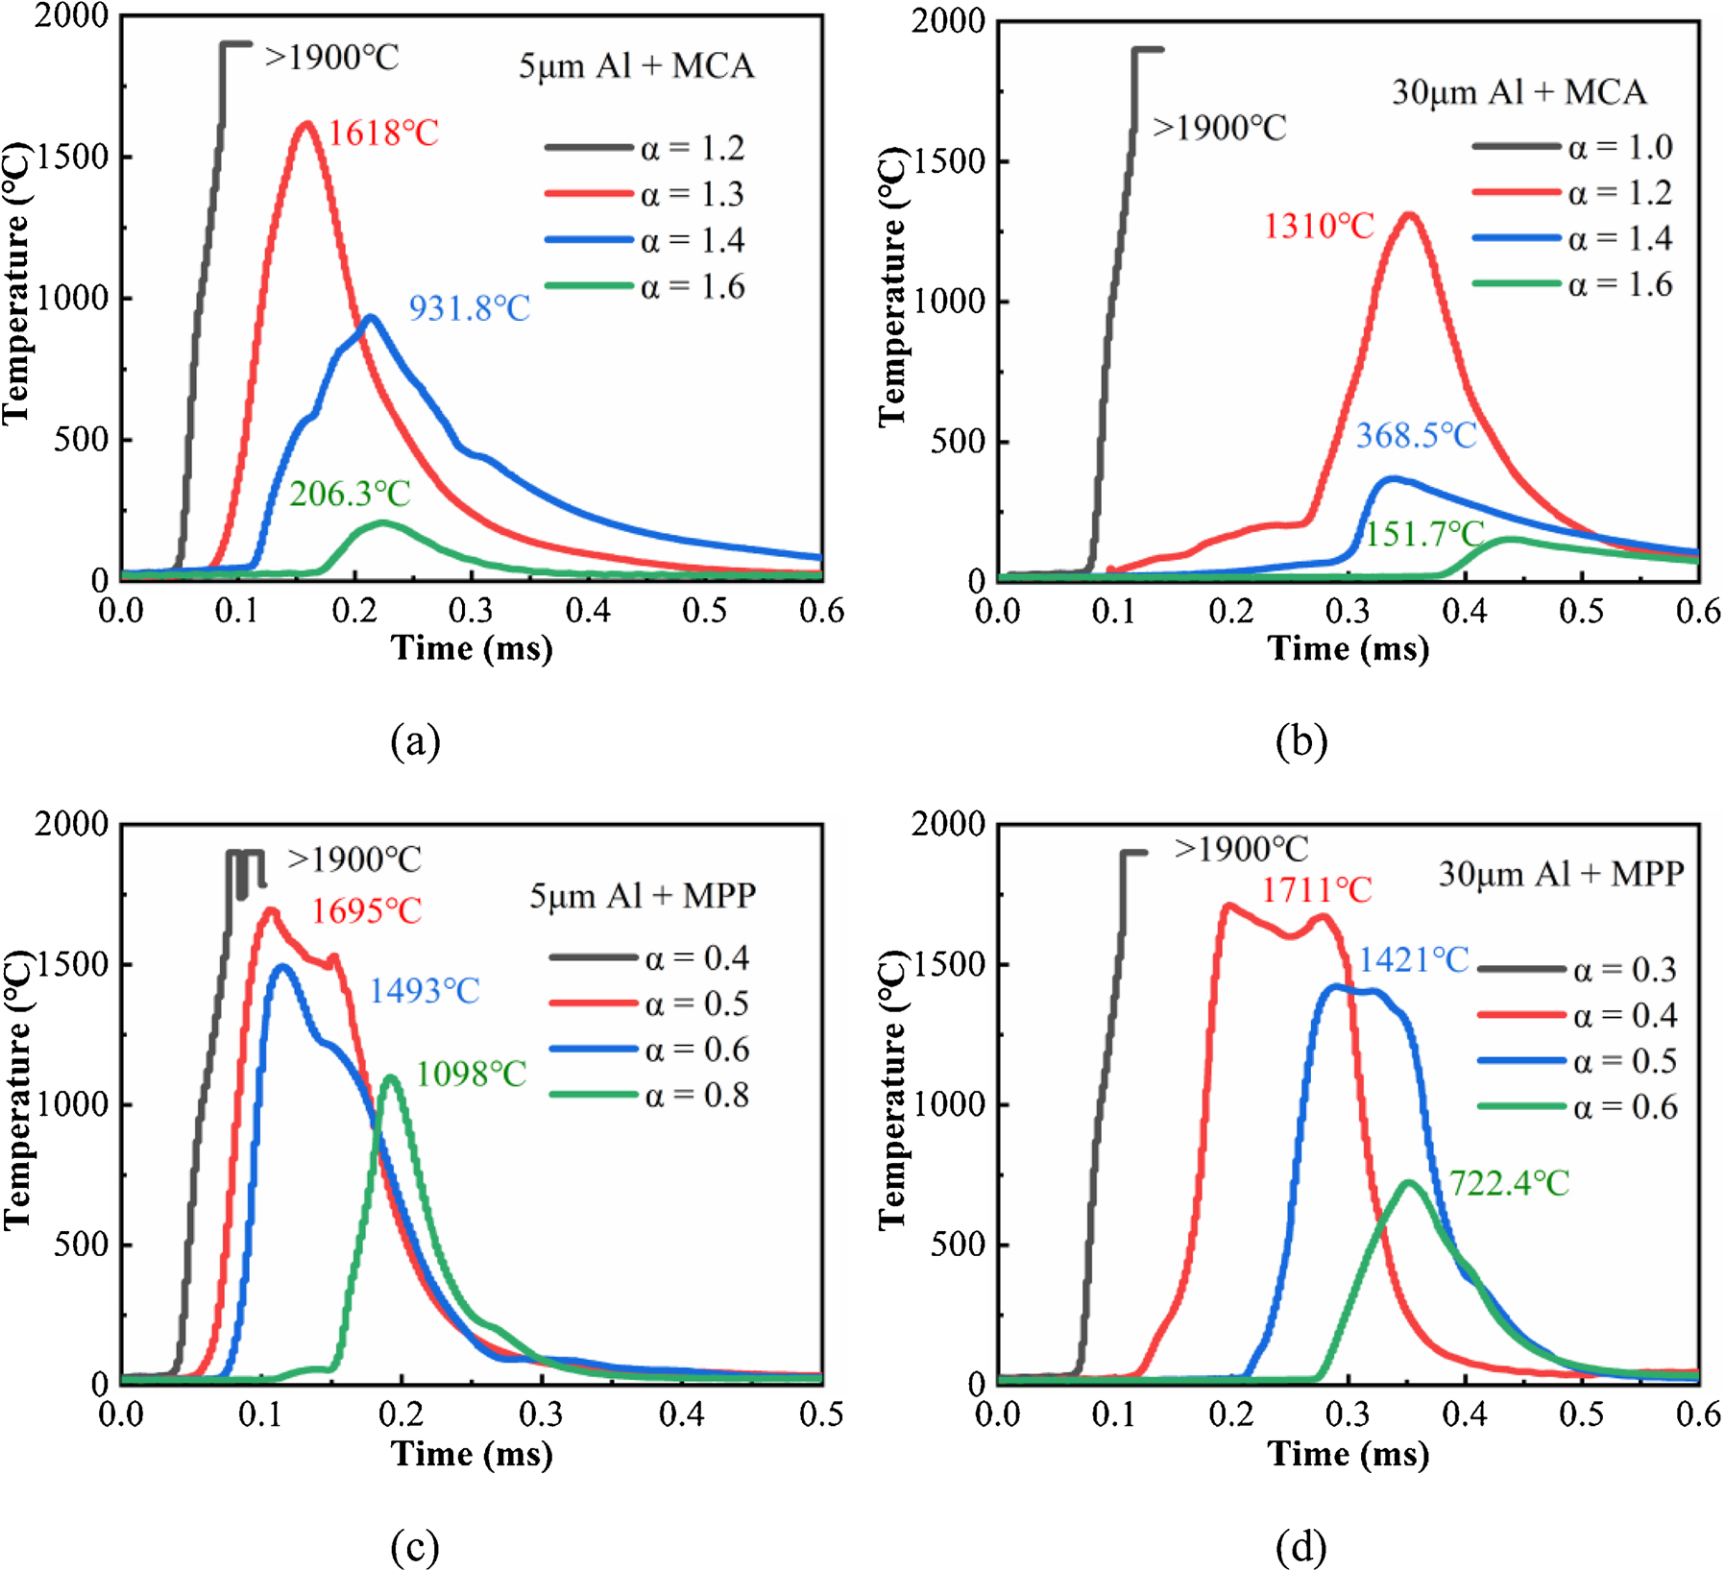 2000
1500
1000
500
0
Temperature (℃)
>1900℃
5μm Al + MCA
1618℃
α = 1.2
α = 1.3
α = 1.4
α = 1.6
931.8℃
206.3℃
0.0 0.1 0.2 0.3 0.4 0.5 0.6
Time (ms)
(a)
2000
1500
1000
500
0
Temperature (℃)
30μm Al + MCA
>1900℃
α = 1.0
α = 1.2
α = 1.4
α = 1.6
1310℃
368.5℃
151.7℃
0.0 0.1 0.2 0.3 0.4 0.5 0.6
Time (ms)
(b)
2000
1500
1000
500
0
Temperature (℃)
>1900℃
5μm Al + MPP
1695℃
α = 0.4
α = 0.5
α = 0.6
α = 0.8
1493℃
1098℃
0.0 0.1 0.2 0.3 0.4 0.5
Time (ms)
(c)
2000
1500
1000
500
0
Temperature (℃)
>1900℃
30μm Al + MPP
1711℃
1421℃
α = 0.3
α = 0.4
α = 0.5
α = 0.6
722.4℃
0.0 0.1 0.2 0.3 0.4 0.5 0.6
Time (ms)
(d)